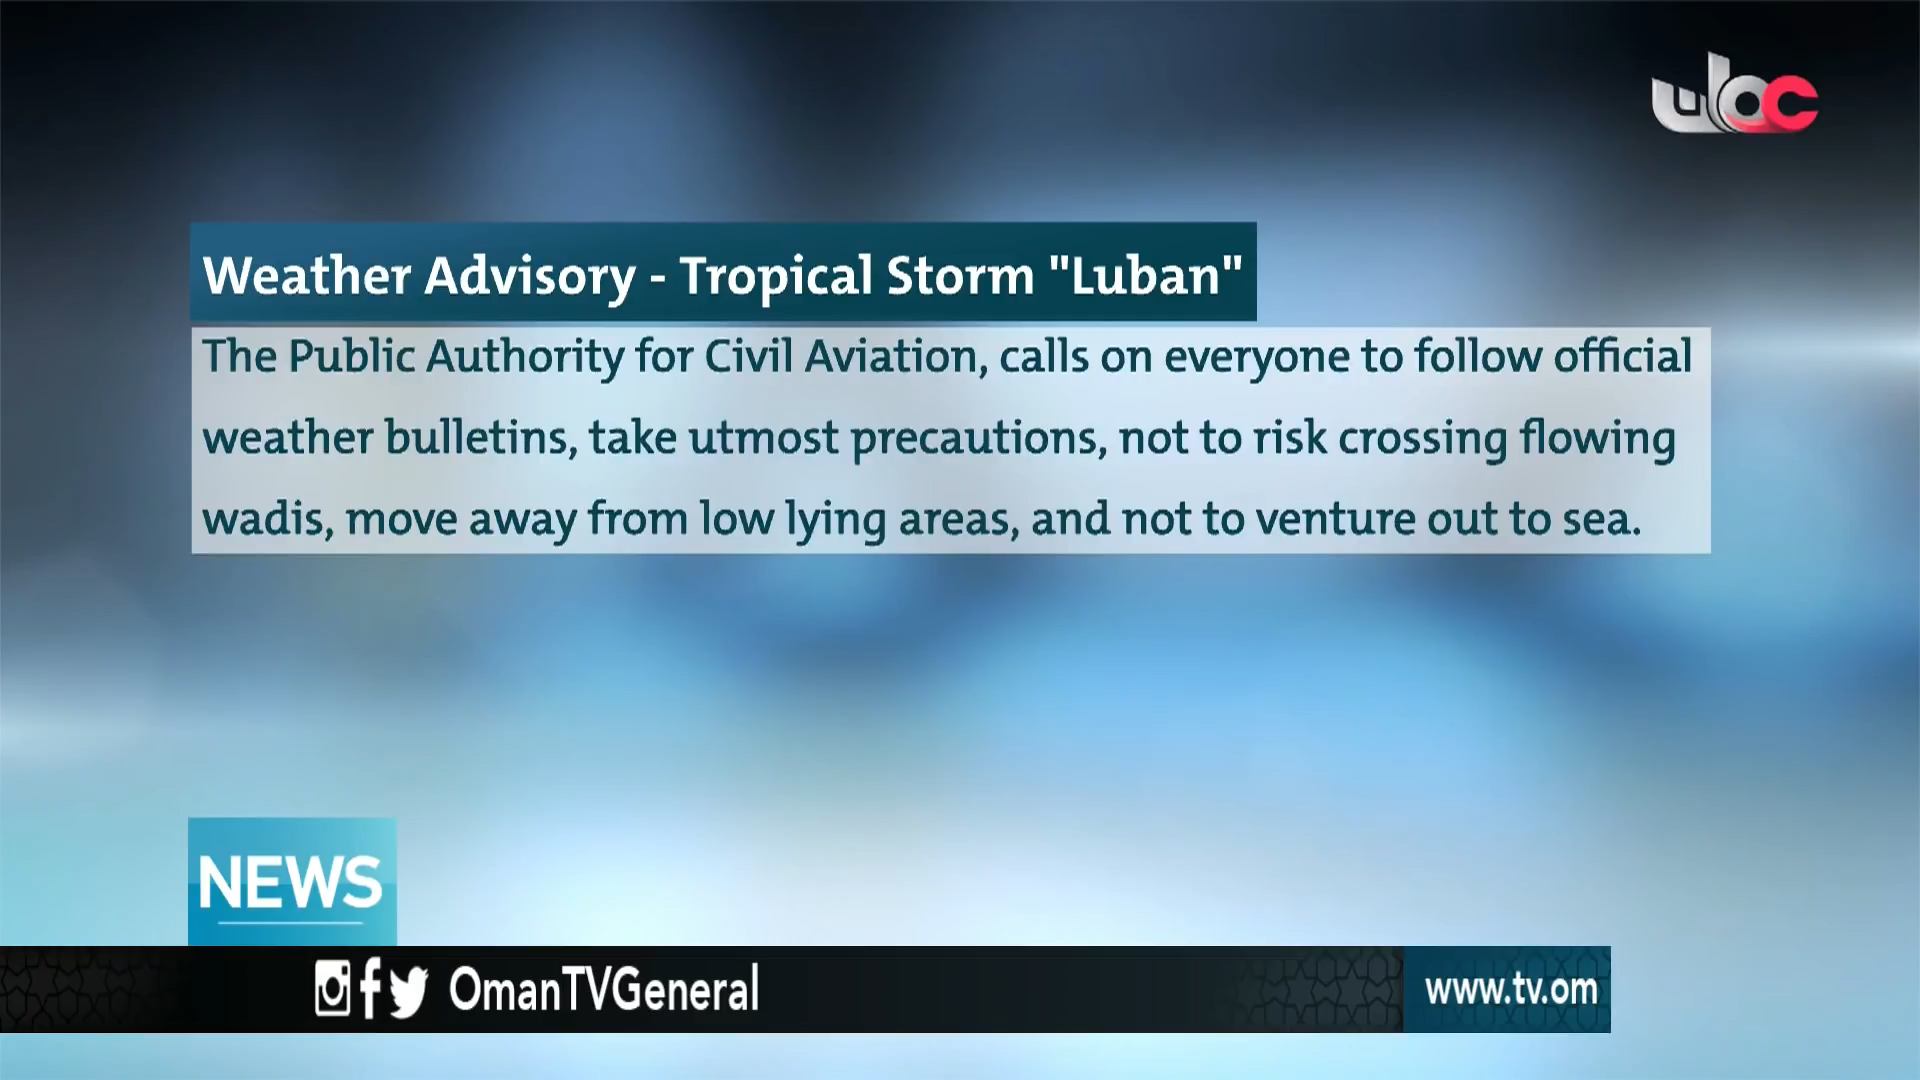 عمان
Weather Advisory - Tropical Storm "Luban"
The Public Authority for Civil Aviation, calls on everyone to follow official
weather bulletins, take utmost precautions, not to risk crossing flowing
wadis, move away from low lying areas, and not to venture out to sea.
NEWS
OmanTVGeneral
www.tv.om